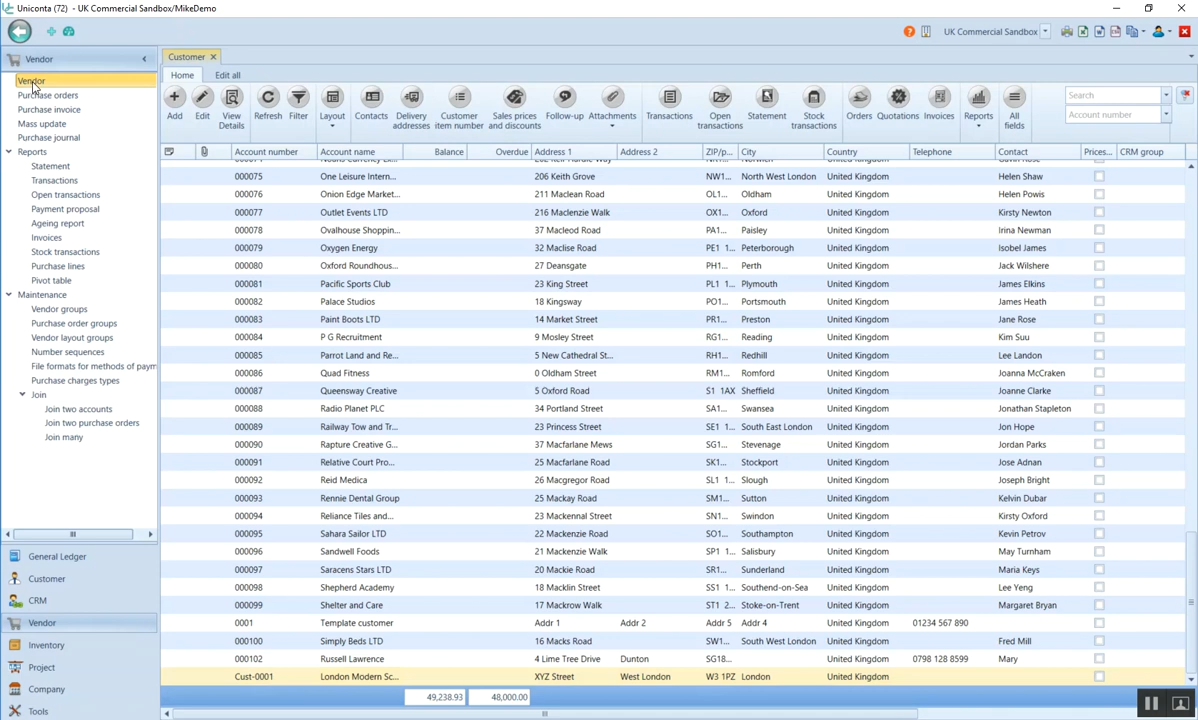 Uniconta (72) - UK Commercial Sandbox/MikeDemo
UK Commercial Sandbox
Vendor
Customer
Home Edit all
Vendor
Purchase orders
Purchase invoice
Mass update
Purchase journal
Reports
Statement
Transactions
Open transactions
Payment proposal
Ageing report
Invoices
Stock transactions
Purchase lines
Pivot table
Maintenance
Vendor groups
Purchase order groups
Vendor layout groups
Number sequences
File formats for methods of paym
Purchase charges types
Join
Join two accounts
Join two purchase orders
Join many
General Ledger
Customer
CRM
Vendor
Inventory
Project
Company
Tools
Add Edit View Details Refresh Filter Layout Contacts Delivery addresses Customer item number Sales prices and discounts Follow-up Attachments Transactions Open transactions Statement Stock transactions Orders Quotations Invoices Reports All fields
Search
Account number
Account number Account name Balance Overdue Address 1 Address 2 ZIP/p... City Country Telephone Contact Prices... CRM group
000075 One Leisure Intern... 206 Keith Grove NW1... North West London United Kingdom Helen Shaw
000076 Onion Edge Market... 211 Maclean Road OL1... Oldham United Kingdom Helen Powis
000077 Outlet Events LTD 216 Maclenzie Walk OX1... Oxford United Kingdom Kirsty Newton
000078 Ovalhouse Shoppin... 37 Macleod Road PA1... Paisley United Kingdom Irina Newman
000079 Oxygen Energy 32 Maclise Road PE1 1... Peterborough United Kingdom Isobel James
000080 Oxford Roundhous... 27 Deansgate PH1... Perth United Kingdom Jack Wilshere
000081 Pacific Sports Club 23 King Street PL1 1... Plymouth United Kingdom James Elkins
000082 Palace Studios 18 Kingsway PO1... Portsmouth United Kingdom James Heath
000083 Paint Boots LTD 14 Market Street PR1... Preston United Kingdom Jane Rose
000084 P G Recruitment 9 Mosley Street RG1... Reading United Kingdom Kim Suu
000085 Parrot Land and Re... 5 New Cathedral St... RH1... Redhill United Kingdom Lee Landon
000086 Quad Fitness 0 Oldham Street RM1... Romford United Kingdom Joanna McCraken
000087 Queensway Creative 5 Oxford Road S1 1AX Sheffield United Kingdom Joanne Clarke
000088 Radio Planet PLC 34 Portland Street SA1... Swansea United Kingdom Jonathan Stapleton
000089 Railway Tow and Tr... 23 Princess Street SE1 1... South East London United Kingdom Jon Hope
000090 Rapture Creative G... 37 Macfarlane Mews SG1... Stevenage United Kingdom Jordan Parks
000091 Relative Court Pro... 25 Macfarlane Road SK1... Stockport United Kingdom Jose Adnan
000092 Reid Medica 26 Macgregor Road SL1 1... Slough United Kingdom Joseph Bright
000093 Rennie Dental Group 25 Mackay Road SM1... Sutton United Kingdom Kelvin Dubar
000094 Reliance Tiles and... 23 Mackennal Street SN1... Swindon United Kingdom Kirsty Oxford
000095 Sahara Sailor LTD 22 Mackenzie Road SO1... Southampton United Kingdom Kevin Petrov
000096 Sandwell Foods 21 Mackenzie Walk SP1 1... Salisbury United Kingdom May Turnham
000097 Saracens Stars LTD 20 Mackie Road SR1... Sunderland United Kingdom Maria Keys
000098 Shepherd Academy 18 Macklin Street SS1 1... Southend-on-Sea United Kingdom Lee Yeng
000099 Shelter and Care 17 Mackrow Walk ST1 2... Stoke-on-Trent United Kingdom Margaret Bryan
0001 Template customer Addr 1 Addr 2 Addr 5 Addr 4 United Kingdom 01234 567 890
000100 Simply Beds LTD 16 Macks Road SW1... South West London United Kingdom Fred Mill
000102 Russell Lawrence 4 Lime Tree Drive Dunton SG18... United Kingdom 0798 128 8599 Mary
Cust-0001 London Modern Sc... XYZ Street West London W3 1PZ London United Kingdom
49,238.93 48,000.00